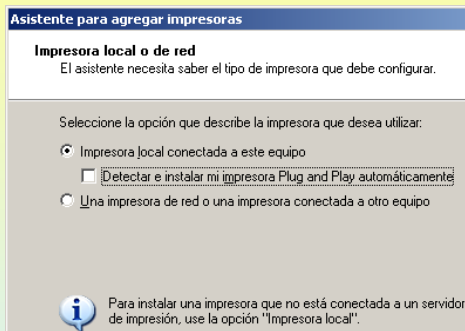 Asistente para agregar impresoras
Impresora local o de red
El asistente necesita saber el tipo de impresora que debe configurar.
Seleccione la opción que describe la impresora que desea utilizar:
Impresora local conectada a este equipo
Detectar e instalar mi impresora Plug and Play automáticamente
Una impresora de red o una impresora conectada a otro equipo
Para instalar una impresora que no está conectada a un servidor
de impresión, use la opción "Impresora local".